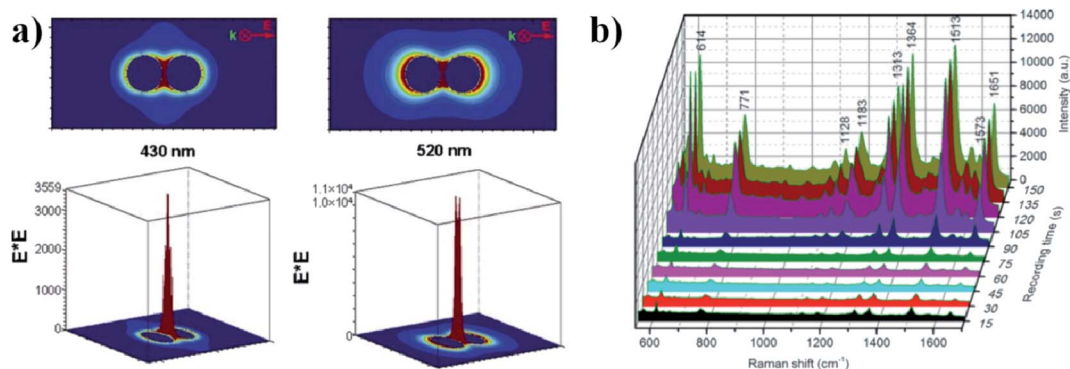 a)
k
E
k
E
430 nm
520 nm
3559
3000
2000
1000
0
E*E
1.1×10⁴
1.0×10⁴
0
E*E
b)
614
771
1128
1183
1313
1364
1513
1573
1651
14000
12000
10000
8000
6000
4000
2000
0
Intensity (a.u.)
150
135
120
105
90
75
60
45
30
15
Recording time (s)
600 800 1000 1200 1400 1600
Raman shift (cm⁻¹)